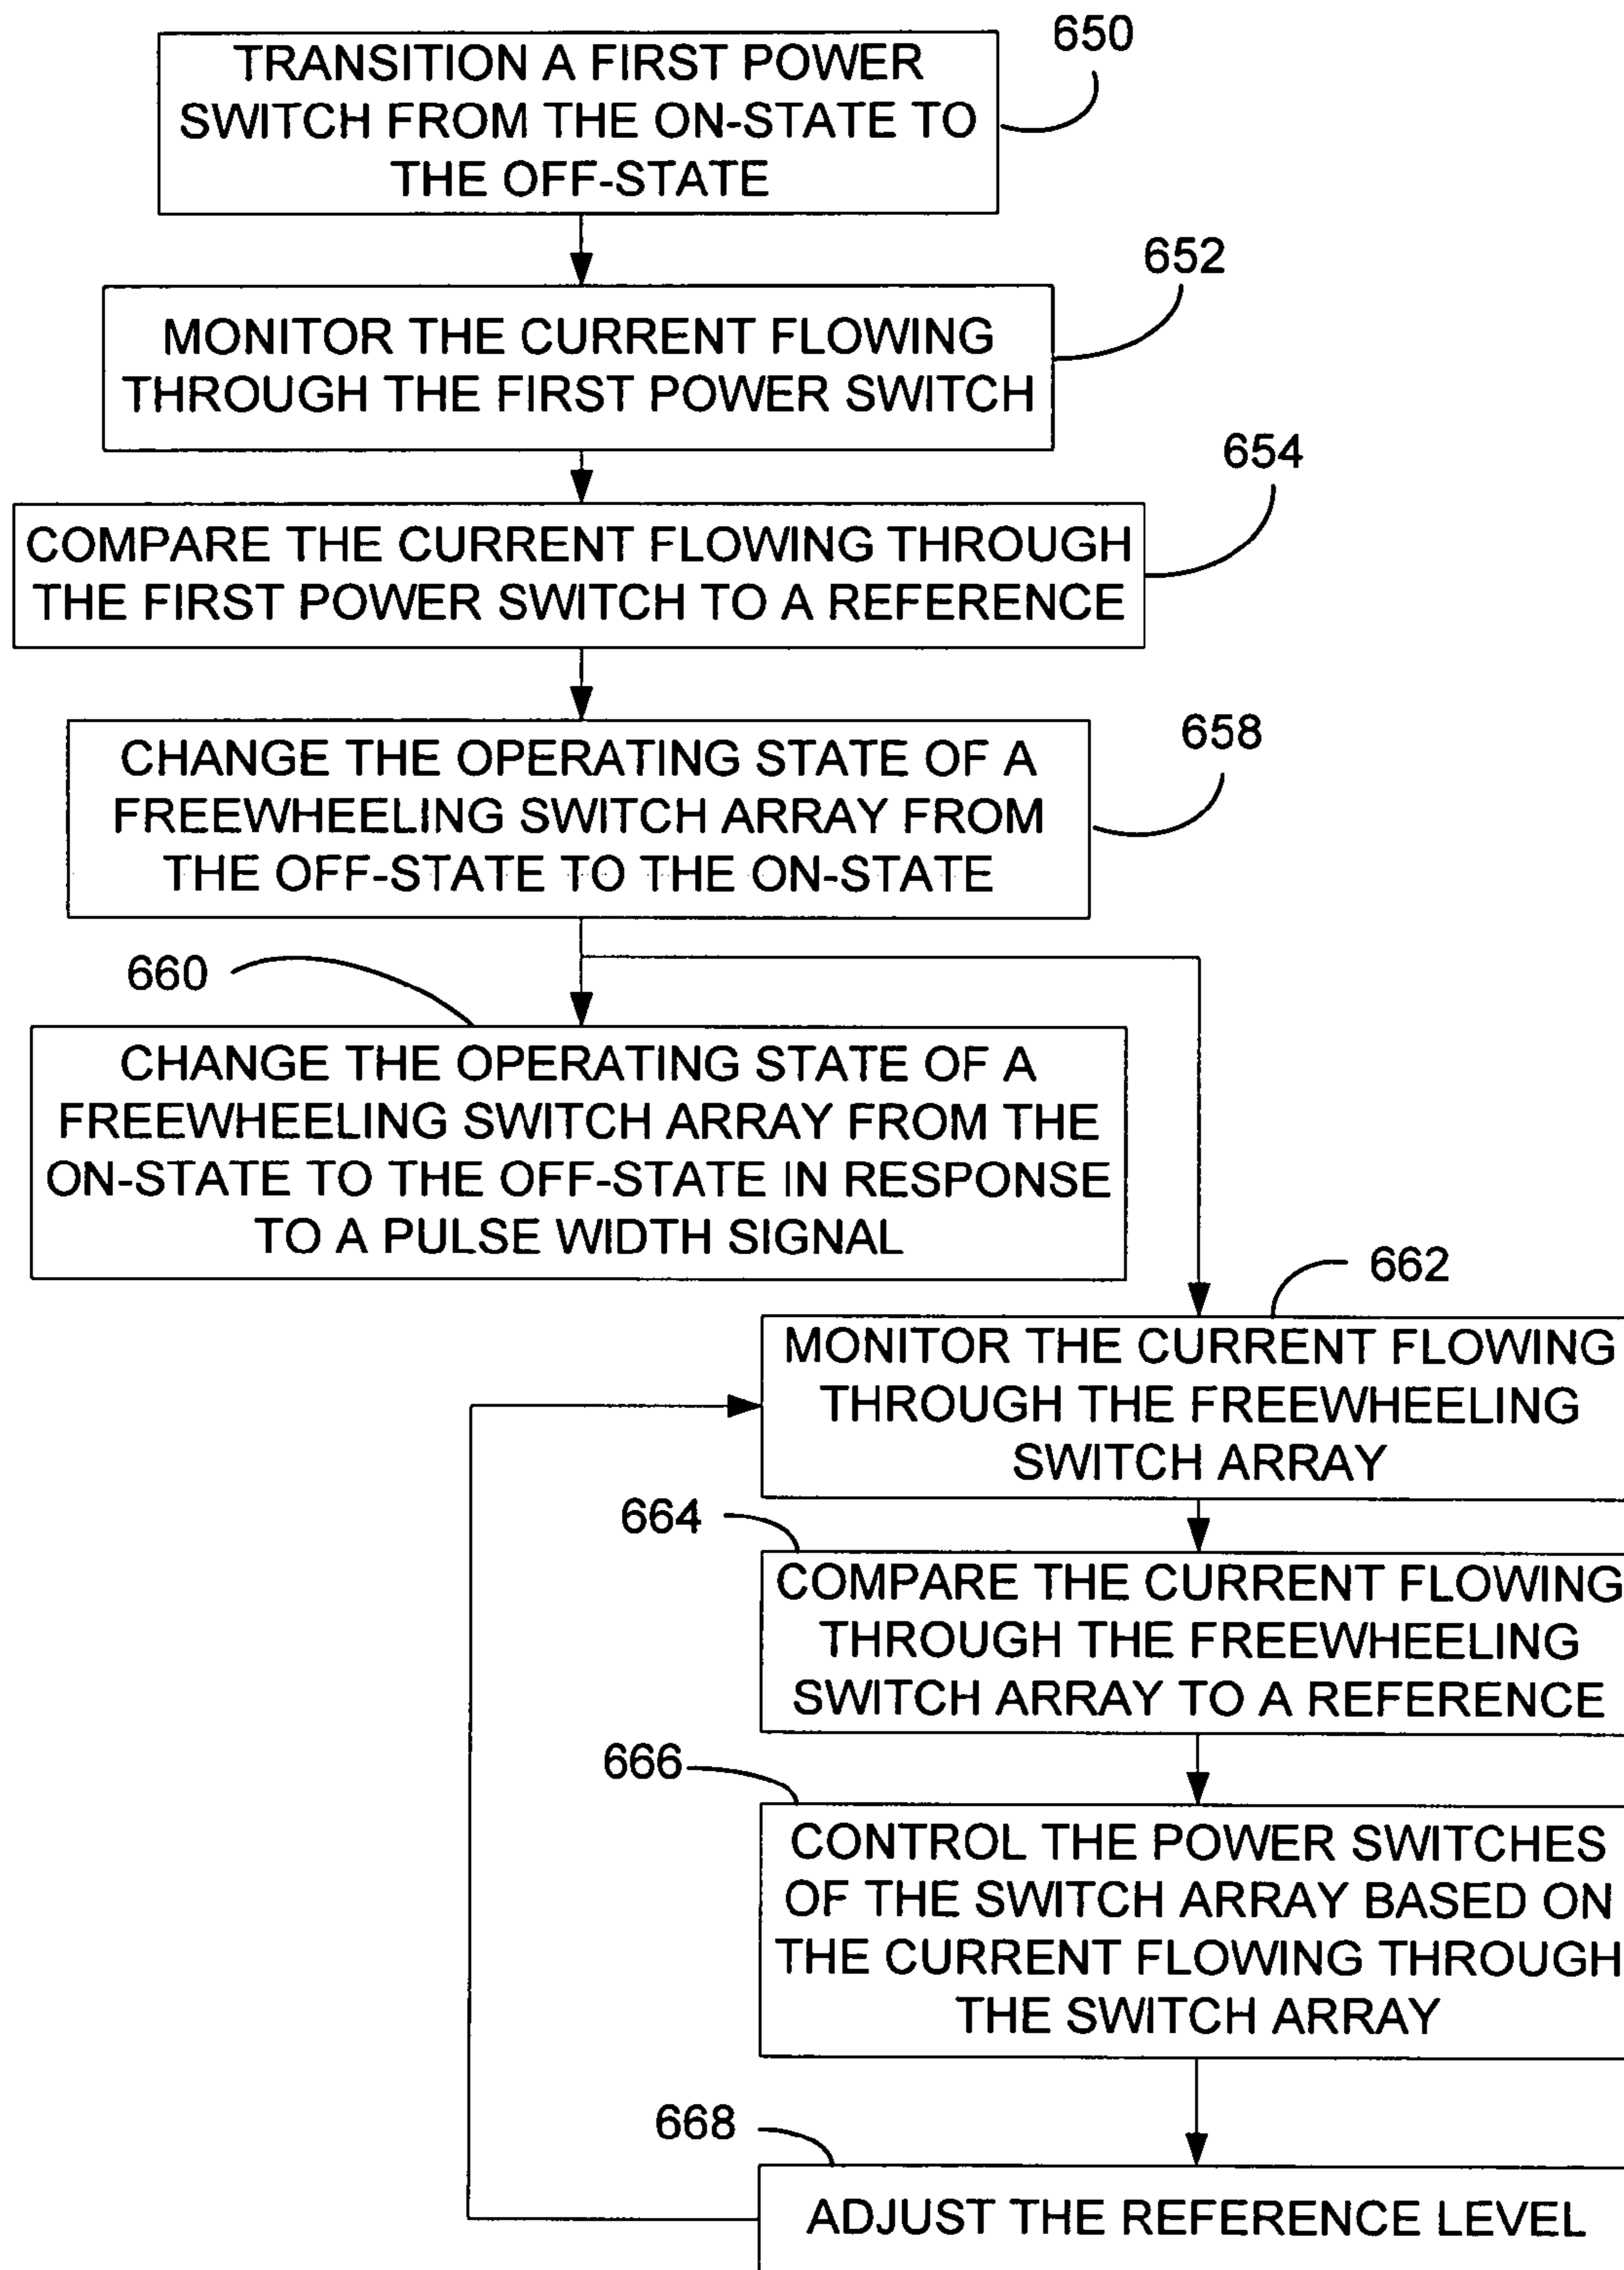 650
TRANSITION A FIRST POWER
SWITCH FROM THE ON-STATE TO
THE OFF-STATE
652
MONITOR THE CURRENT FLOWING
THROUGH THE FIRST POWER SWITCH
654
COMPARE THE CURRENT FLOWING THROUGH
THE FIRST POWER SWITCH TO A REFERENCE
658
CHANGE THE OPERATING STATE OF A
FREEWHEELING SWITCH ARRAY FROM
THE OFF-STATE TO THE ON-STATE
660
CHANGE THE OPERATING STATE OF A
FREEWHEELING SWITCH ARRAY FROM THE
ON-STATE TO THE OFF-STATE IN RESPONSE
TO A PULSE WIDTH SIGNAL
662
MONITOR THE CURRENT FLOWING
THROUGH THE FREEWHEELING
SWITCH ARRAY
664
COMPARE THE CURRENT FLOWING
THROUGH THE FREEWHEELING
SWITCH ARRAY TO A REFERENCE
666
CONTROL THE POWER SWITCHES
OF THE SWITCH ARRAY BASED ON
THE CURRENT FLOWING THROUGH
THE SWITCH ARRAY
668
ADJUST THE REFERENCE LEVEL